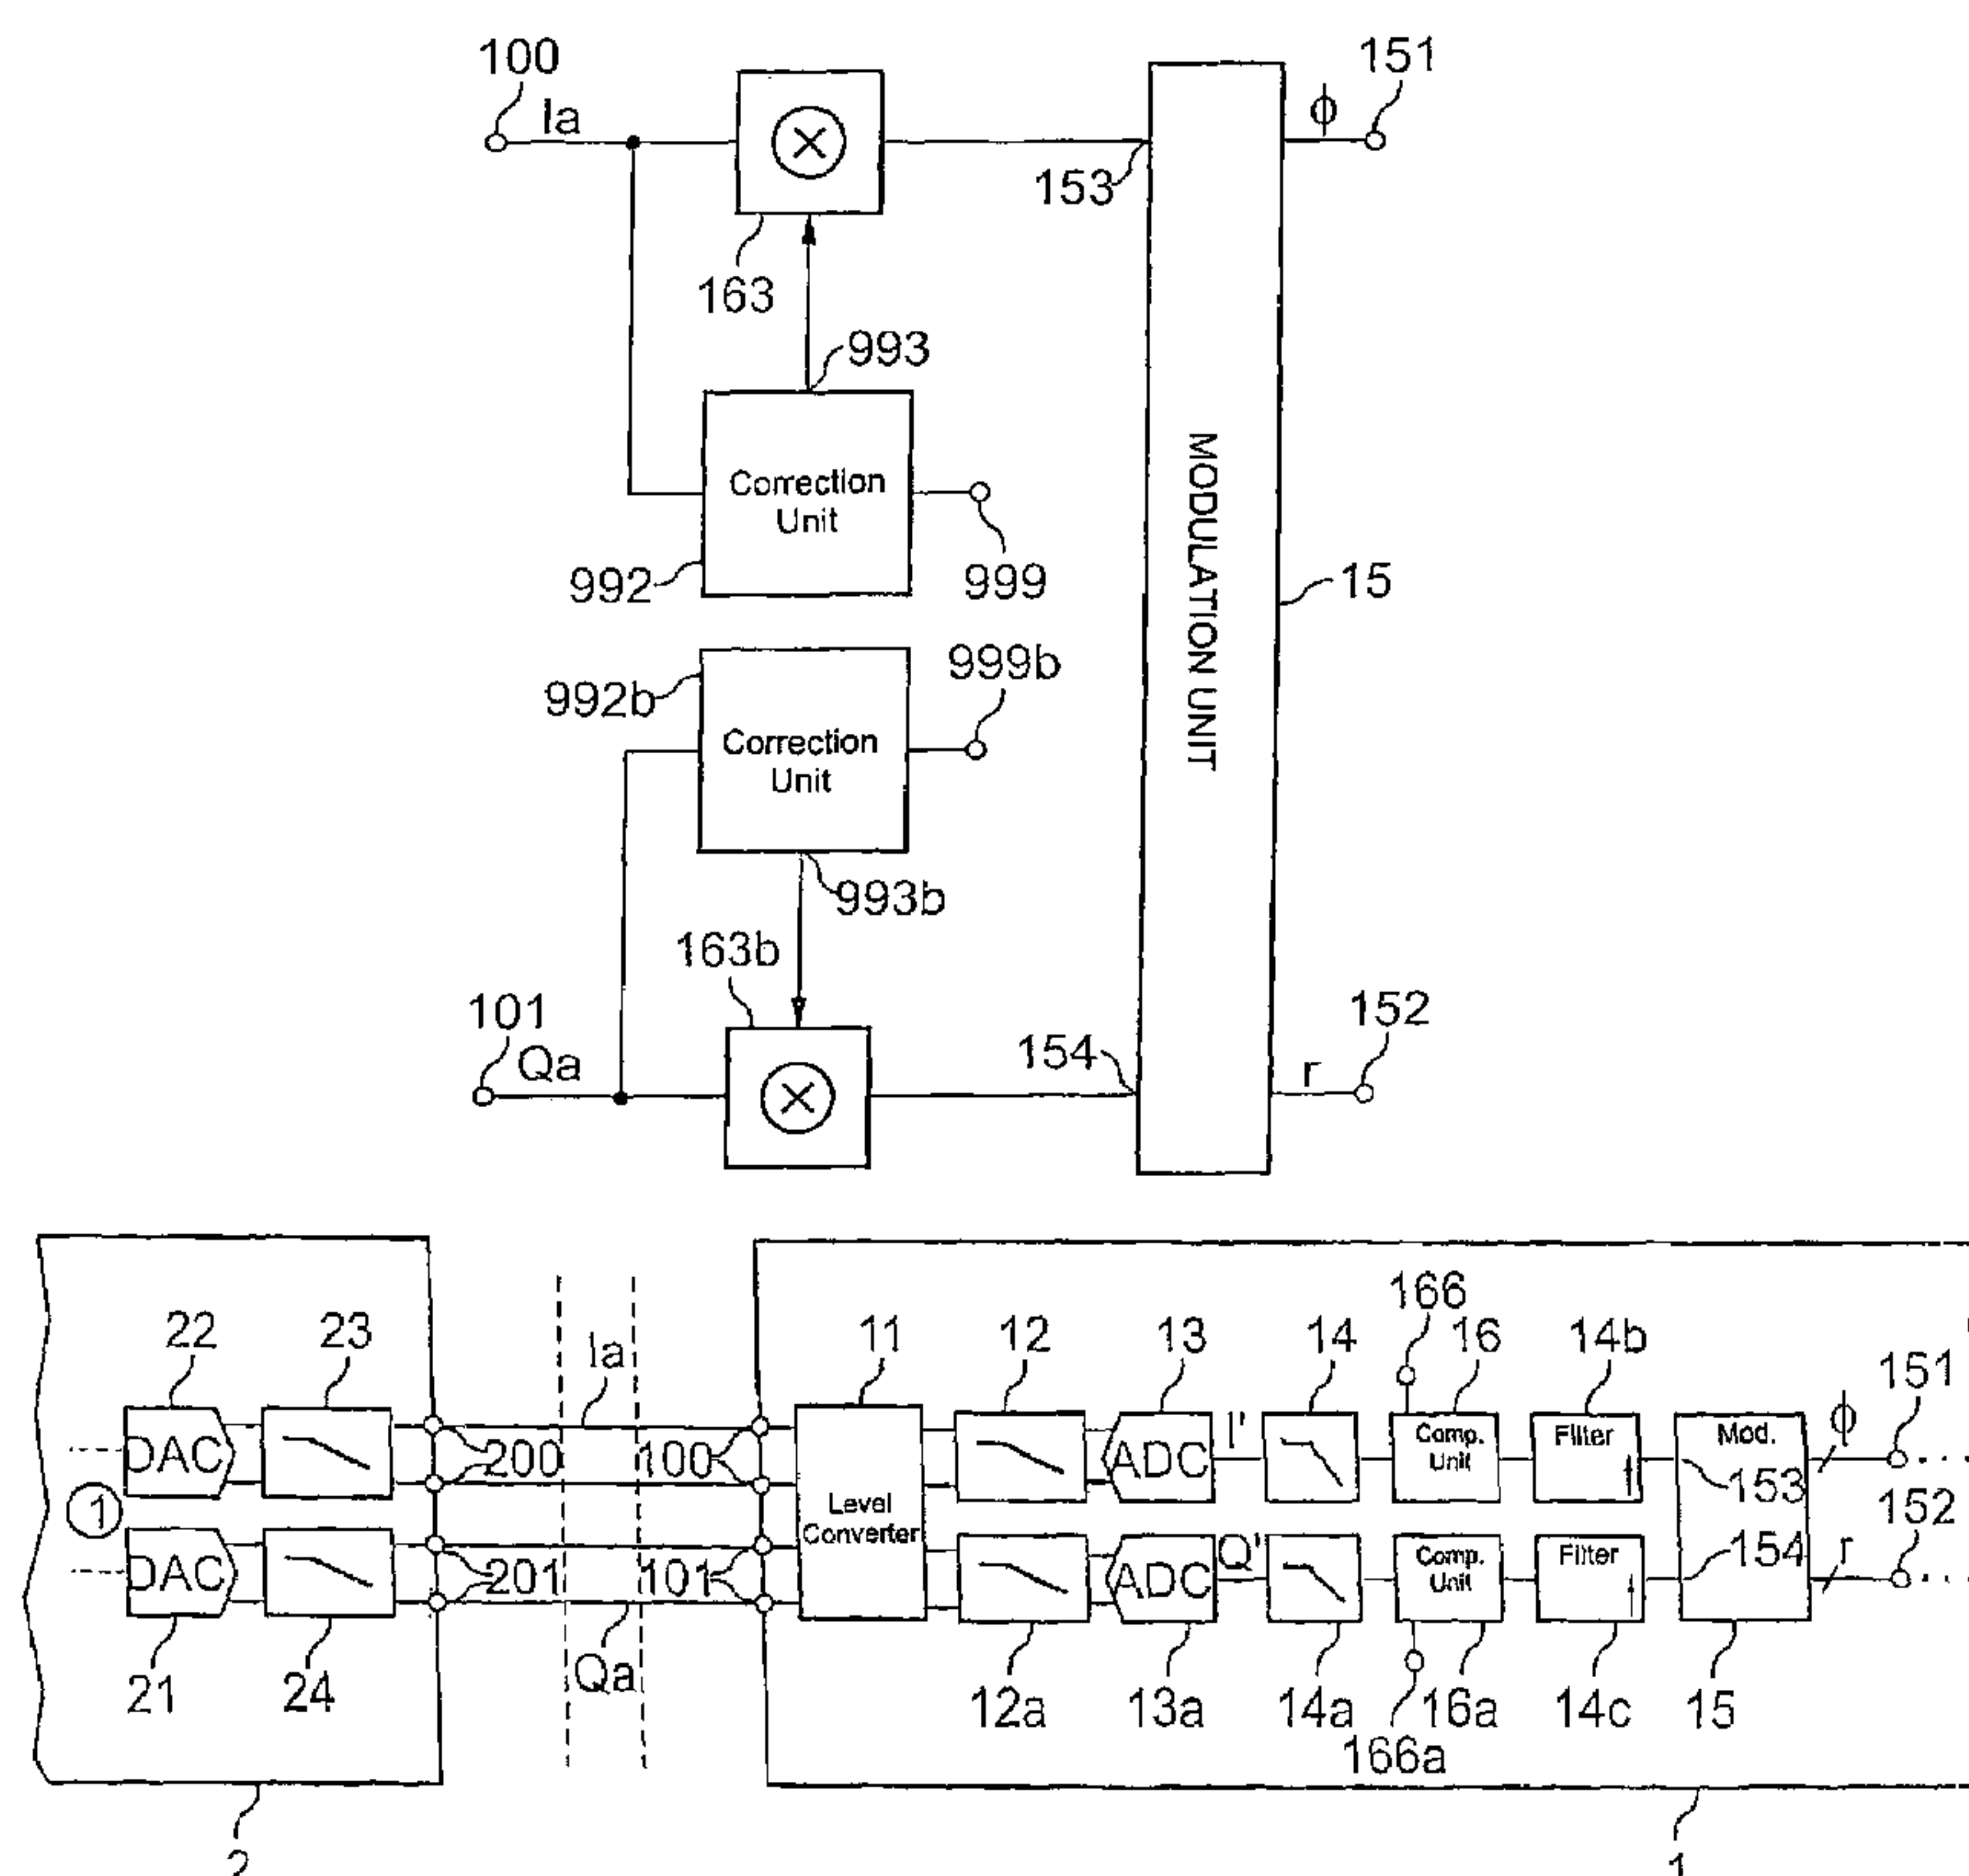 100
Ia
151
ϕ
153
163
993
Correction
Unit
992
999
MODULATION UNIT
15
992b
999b
Correction
Unit
993b
163b
101
Qa
154
152
r
22
23
Ia
11
12
13
14
166
16
14b
151
DAC
200
100
Level
Converter
ADC
I'
Comp.
Unit
Filter
Mod.
153
ϕ
1
DAC
201
101
ADC
Q'
Comp.
Unit
Filter
154
152
r
21
24
Qa
12a
13a
14a
16a
166a
14c
15
2
1